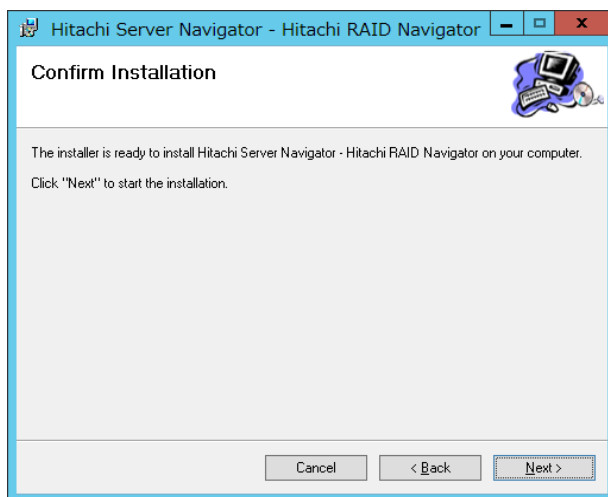 Hitachi Server Navigator - Hitachi RAID Navigator
Confirm Installation
The installer is ready to install Hitachi Server Navigator - Hitachi RAID Navigator on your computer.
Click "Next" to start the installation.
Cancel
< Back
Next >